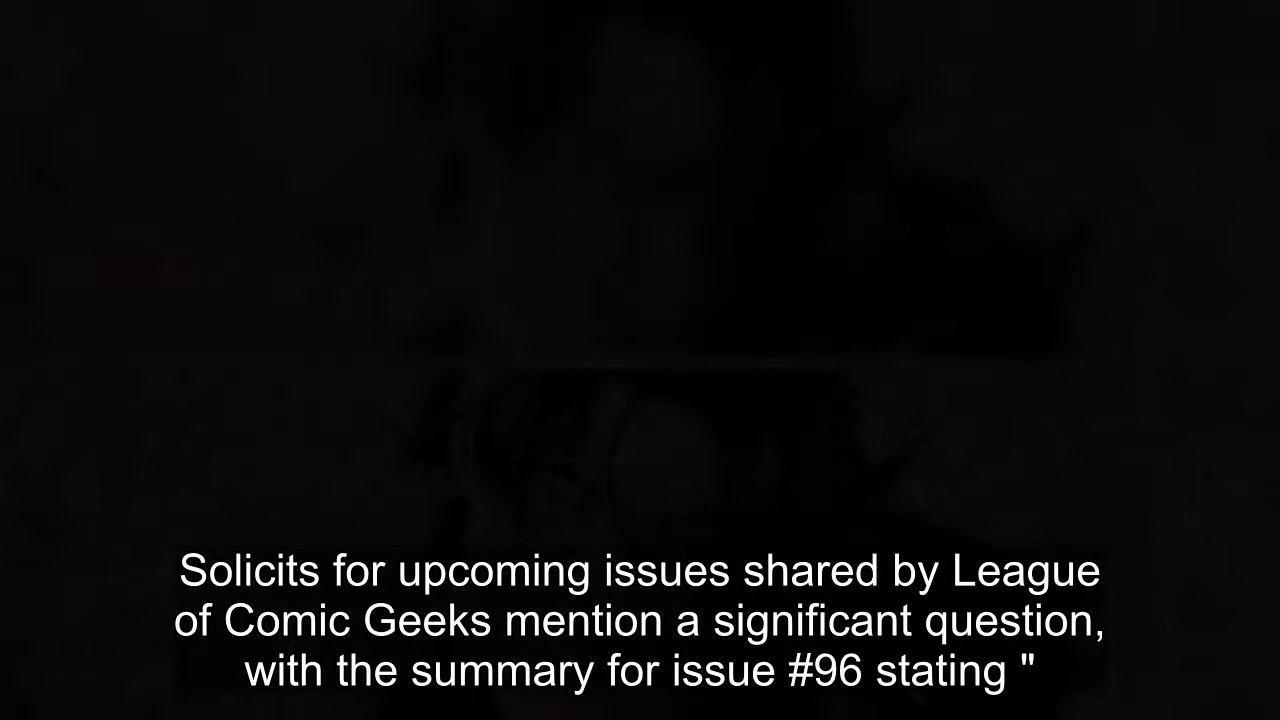 Solicits for upcoming issues shared by League
of Comic Geeks mention a significant question,
with the summary for issue #96 stating "